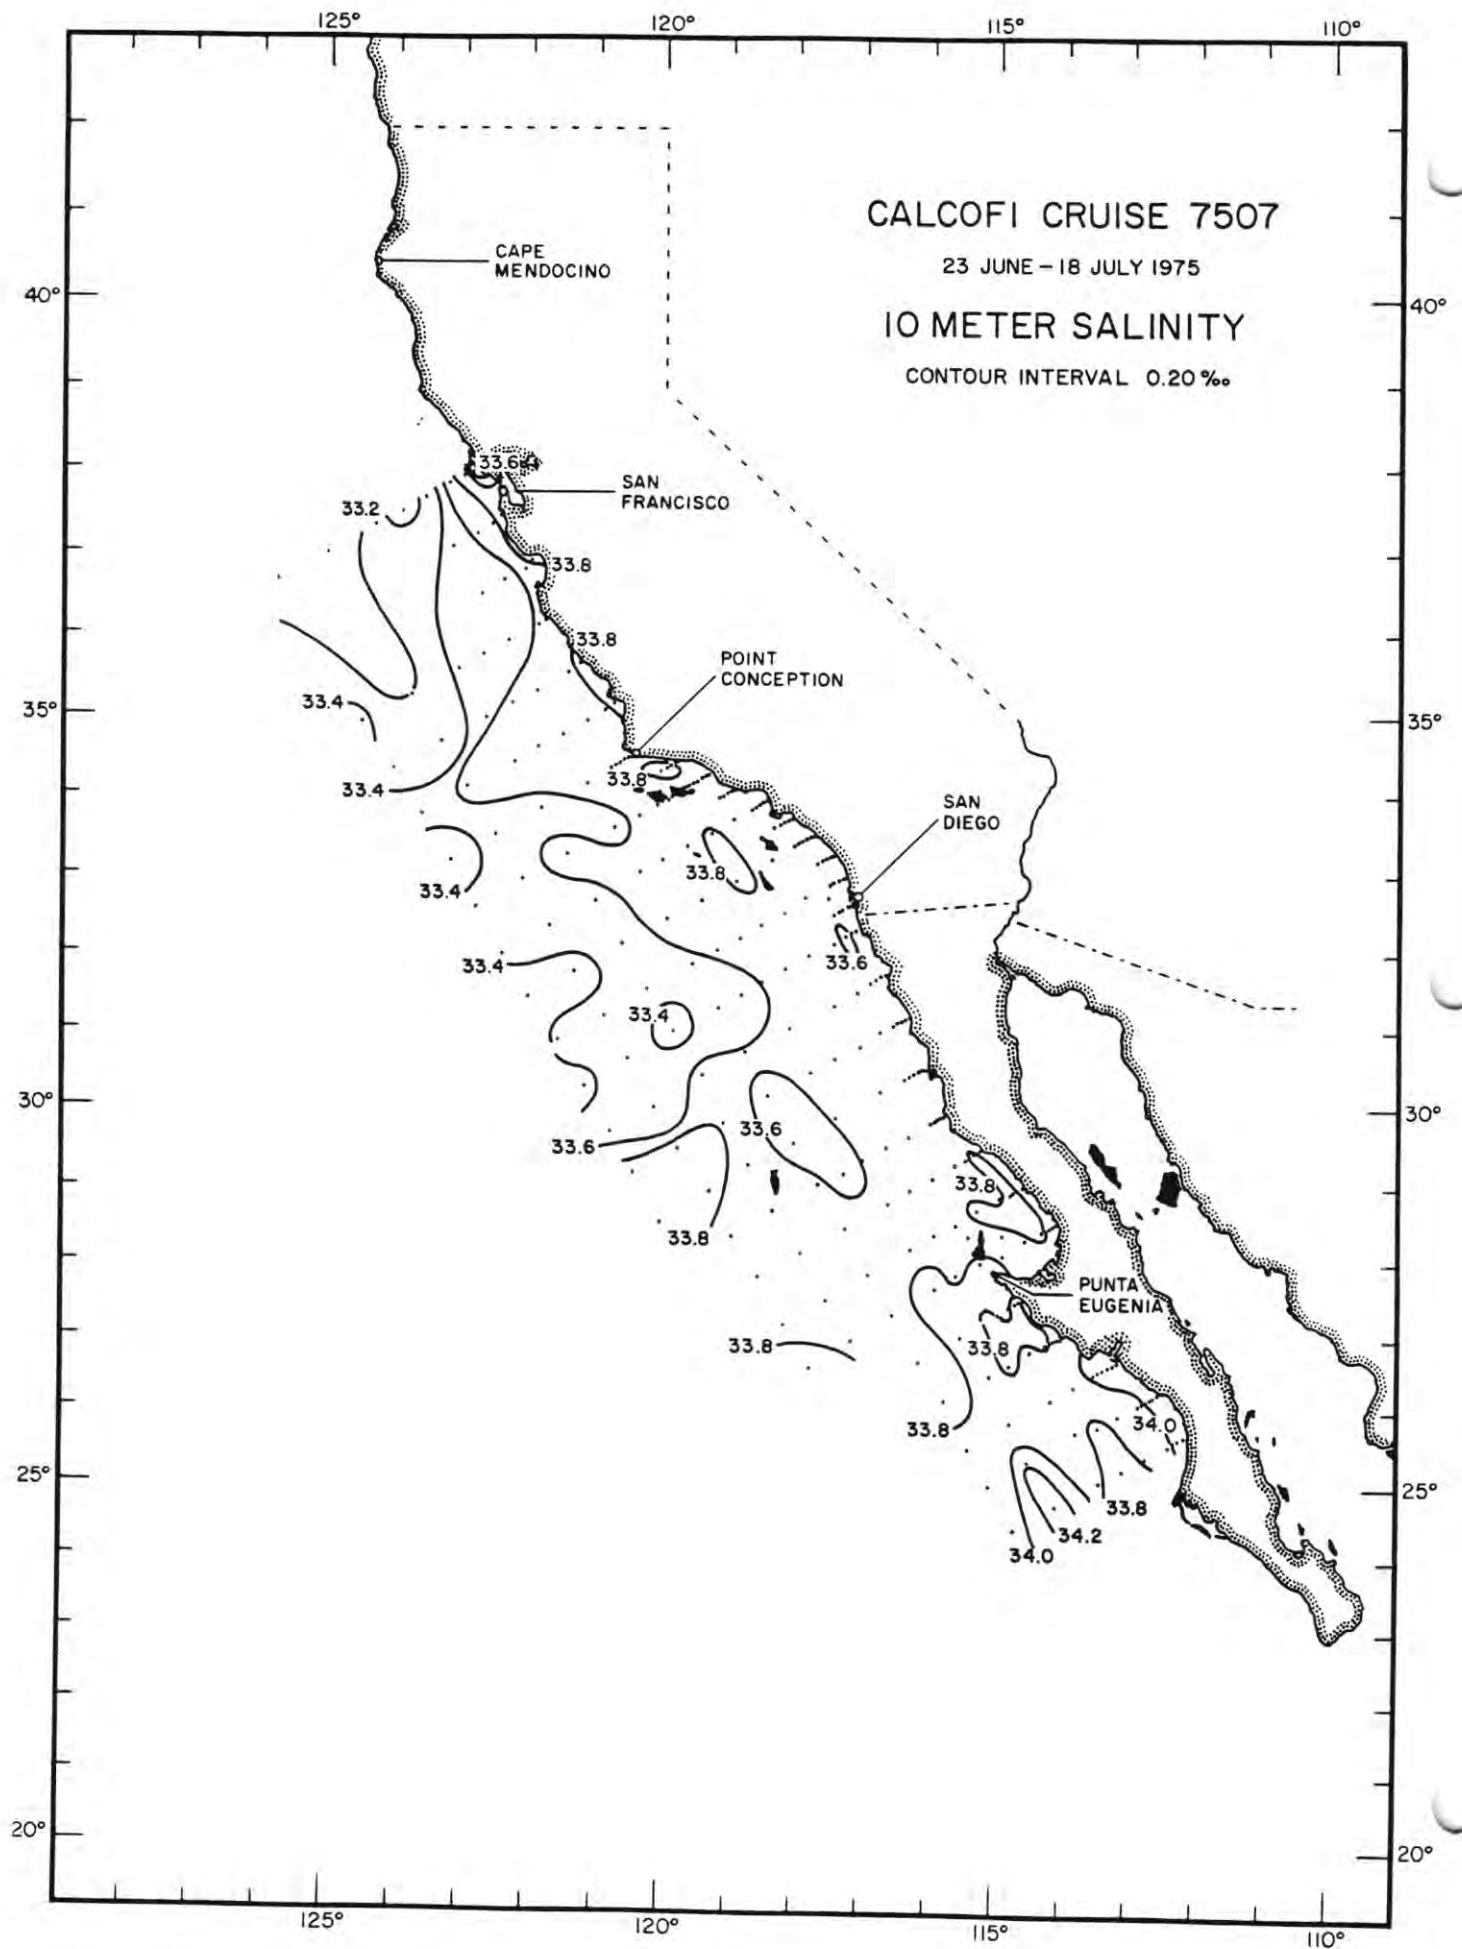 125° 120° 115° 110°
CALCOFI CRUISE 7507
23 JUNE – 18 JULY 1975
10 METER SALINITY
CONTOUR INTERVAL 0.20 ‰
CAPE
MENDOCINO
40° 40°
33.6
SAN
FRANCISCO
33.2
33.8
33.8
POINT
CONCEPTION
33.4
35° 35°
33.8
33.4
SAN
DIEGO
33.8
33.4
33.4
33.6
33.4
30° 30°
33.6
33.6
33.8
33.8
PUNTA
EUGENIA
33.8
33.8
33.8
34.0
25° 25°
33.8
34.2
34.0
20° 20°
125° 120° 115° 110°